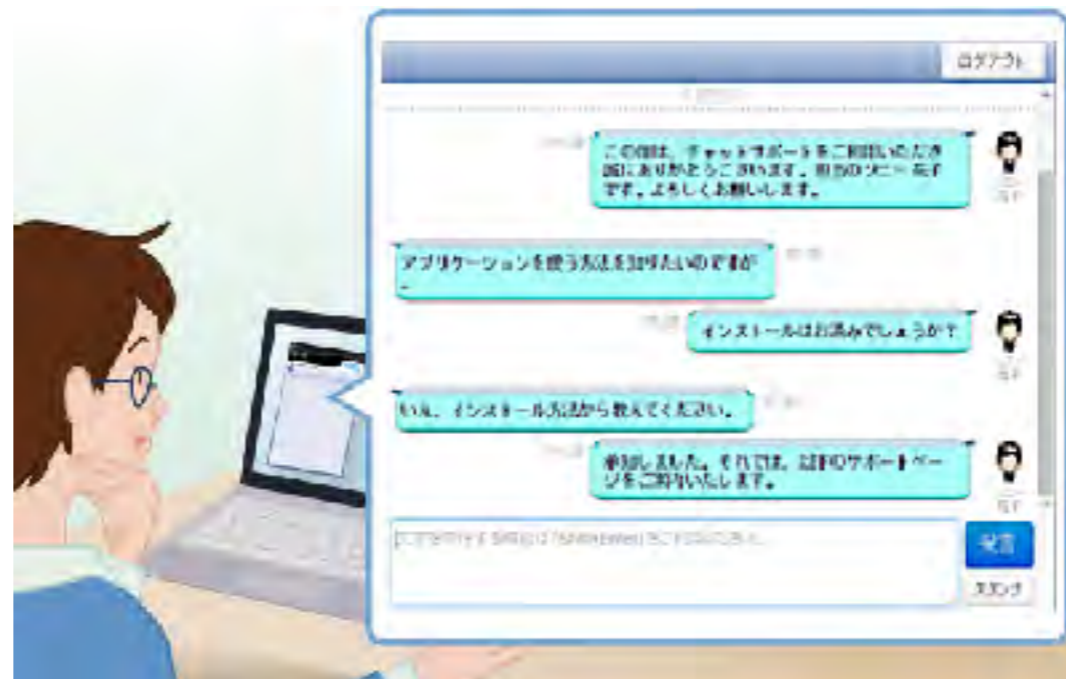 ログアウト
この度は、チャットサポートをご利用いただき
誠にありがとうございます。担当のソニー 花子
です。よろしくお願いします。
アプリケーションを使う方法を知りたいのですが
。
インストールはお済みでしょうか？
いえ、インストール方法から教えてください。
承知しました。それでは、以下のサポートペー
ジをご案内いたします。
発言
スタンプ